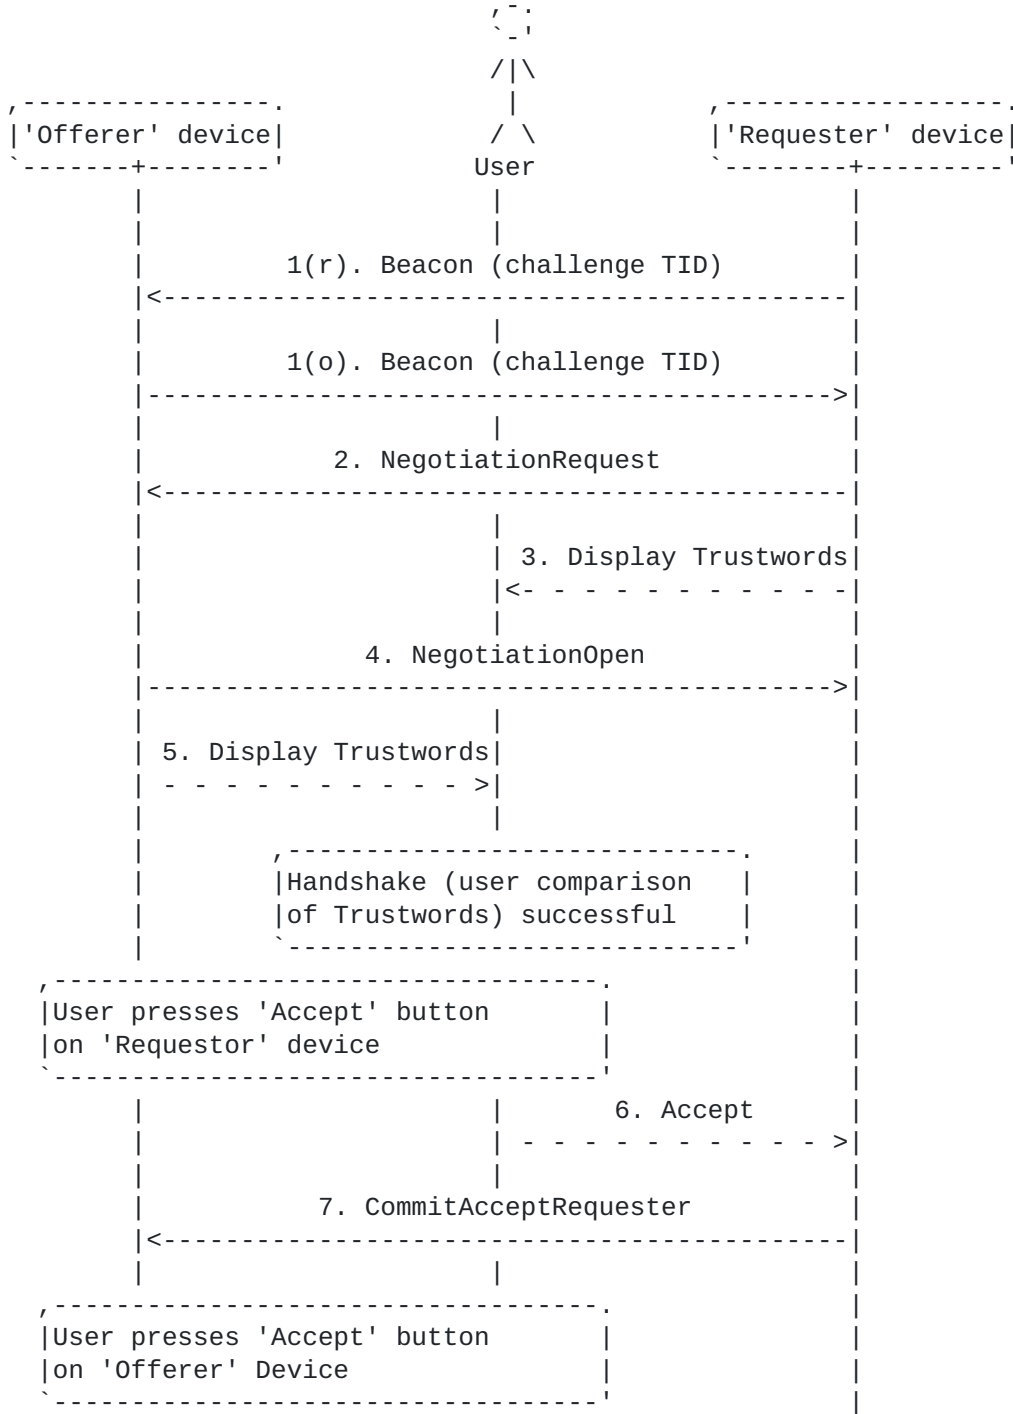 'Offerer' device
'Requester' device
User
1(r). Beacon (challenge TID)
1(o). Beacon (challenge TID)
2. NegotiationRequest
3. Display Trustwords
4. NegotiationOpen
5. Display Trustwords
Handshake (user comparison
of Trustwords) successful
User presses 'Accept' button
on 'Requestor' device
6. Accept
7. CommitAcceptRequester
User presses 'Accept' button
on 'Offerer' Device